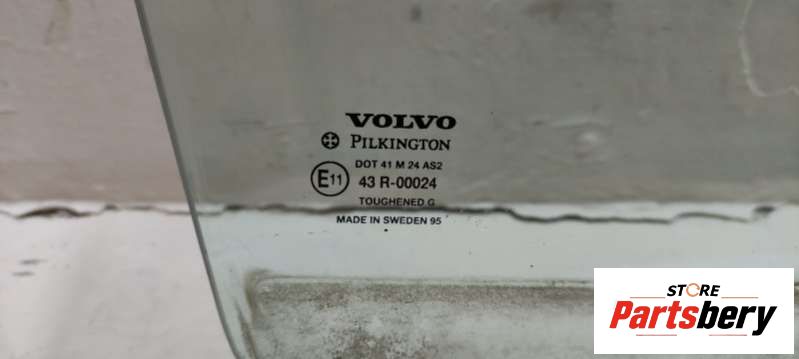 VOLVO
PILKINGTON
DOT 41 M 24 AS2
E11 43 R-00024
TOUGHENED G
MADE IN SWEDEN 95
STORE
Partsbery